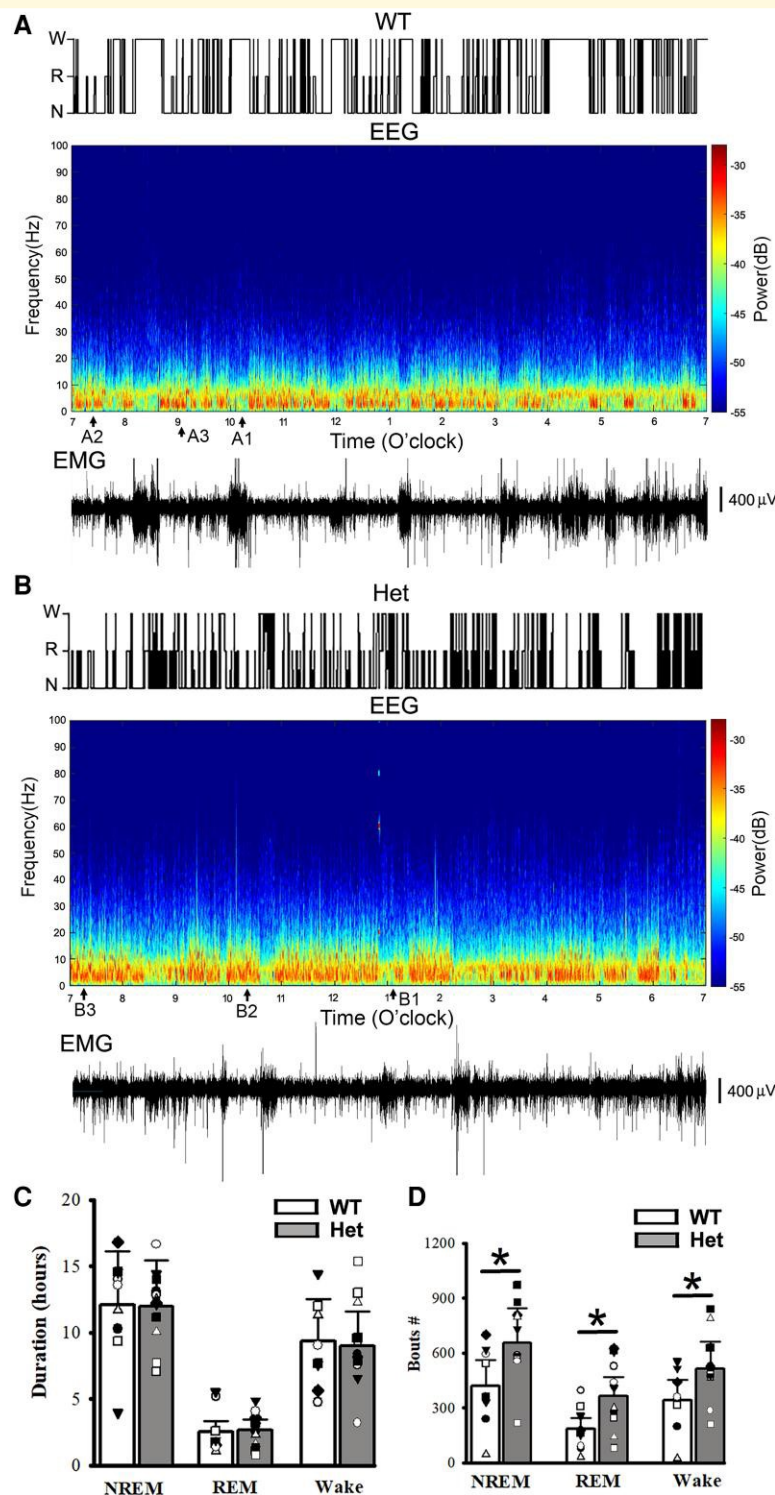 A
WT
W
R
N
EEG
100
90
80
70
60
50
40
30
20
10
0
Frequency(Hz)
-30
-35
-40
-45
-50
-55
Power(dB)
7 8 9 10 11 12 1 2 3 4 5 6 7
A2 A3 A1
Time (O'clock)
EMG
400 µV
B
Het
W
R
N
EEG
100
90
80
70
60
50
40
30
20
10
0
Frequency(Hz)
-30
-35
-40
-45
-50
-55
Power(dB)
7 8 9 10 11 12 1 2 3 4 5 6 7
B3 B2 B1
Time (O'clock)
EMG
400 µV
C
WT
Het
20
15
10
5
0
Duration (hours)
NREM REM Wake
D
WT
Het
1200
900
600
300
0
Bouts #
* * *
NREM REM Wake